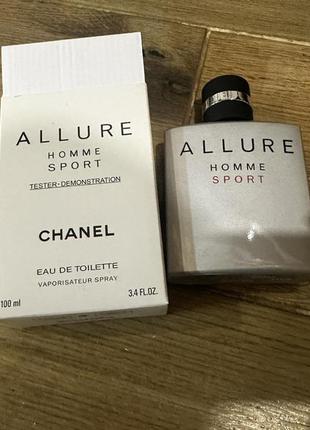 ALLURE
HOMME
SPORT
TESTER-DEMONSTRATION
CHANEL
EAU DE TOILETTE
VAPORISATEUR SPRAY
100 ml
3.4 FL.OZ.
ALLURE
HOMME
SPORT